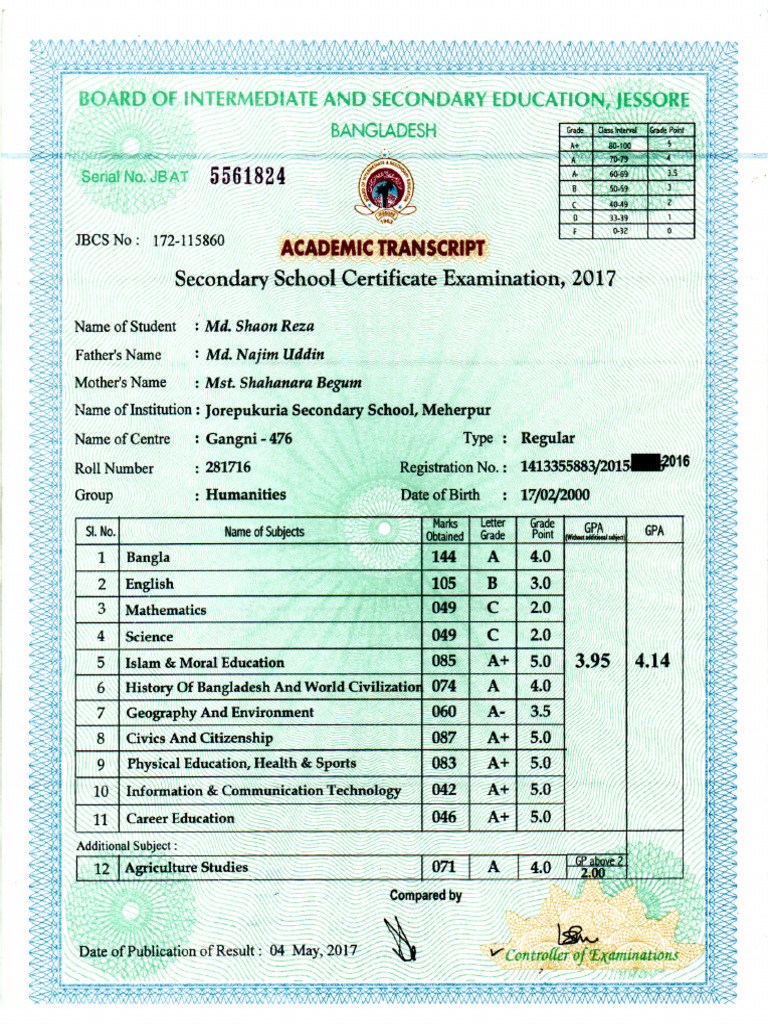 BOARD OF INTERMEDIATE AND SECONDARY EDUCATION, JESSORE
BANGLADESH
Grade Class Interval Grade Point
A+ 80-100 5
A 70-79 4
A- 60-69 3.5
B 50-59 3
C 40-49 2
D 33-39 1
F 0-32 0
Serial No. JBAT 5561824
JBCS No : 172-115860
ACADEMIC TRANSCRIPT
Secondary School Certificate Examination, 2017
Name of Student : Md. Shaon Reza
Father's Name : Md. Najim Uddin
Mother's Name : Mst. Shahanara Begum
Name of Institution : Jorepukuria Secondary School, Meherpur
Name of Centre : Gangni - 476 Type : Regular
Roll Number : 281716 Registration No. : 1413355883/2015 2016
Group : Humanities Date of Birth : 17/02/2000
Sl. No. Name of Subjects Marks Obtained Letter Grade Grade Point GPA (Without additional subject) GPA
1 Bangla 144 A 4.0
2 English 105 B 3.0
3 Mathematics 049 C 2.0
4 Science 049 C 2.0
5 Islam & Moral Education 085 A+ 5.0 3.95 4.14
6 History Of Bangladesh And World Civilization 074 A 4.0
7 Geography And Environment 060 A- 3.5
8 Civics And Citizenship 087 A+ 5.0
9 Physical Education, Health & Sports 083 A+ 5.0
10 Information & Communication Technology 042 A+ 5.0
11 Career Education 046 A+ 5.0
Additional Subject :
12 Agriculture Studies 071 A 4.0 GP above 2 2.00
Compared by
Date of Publication of Result : 04 May, 2017
Controller of Examinations